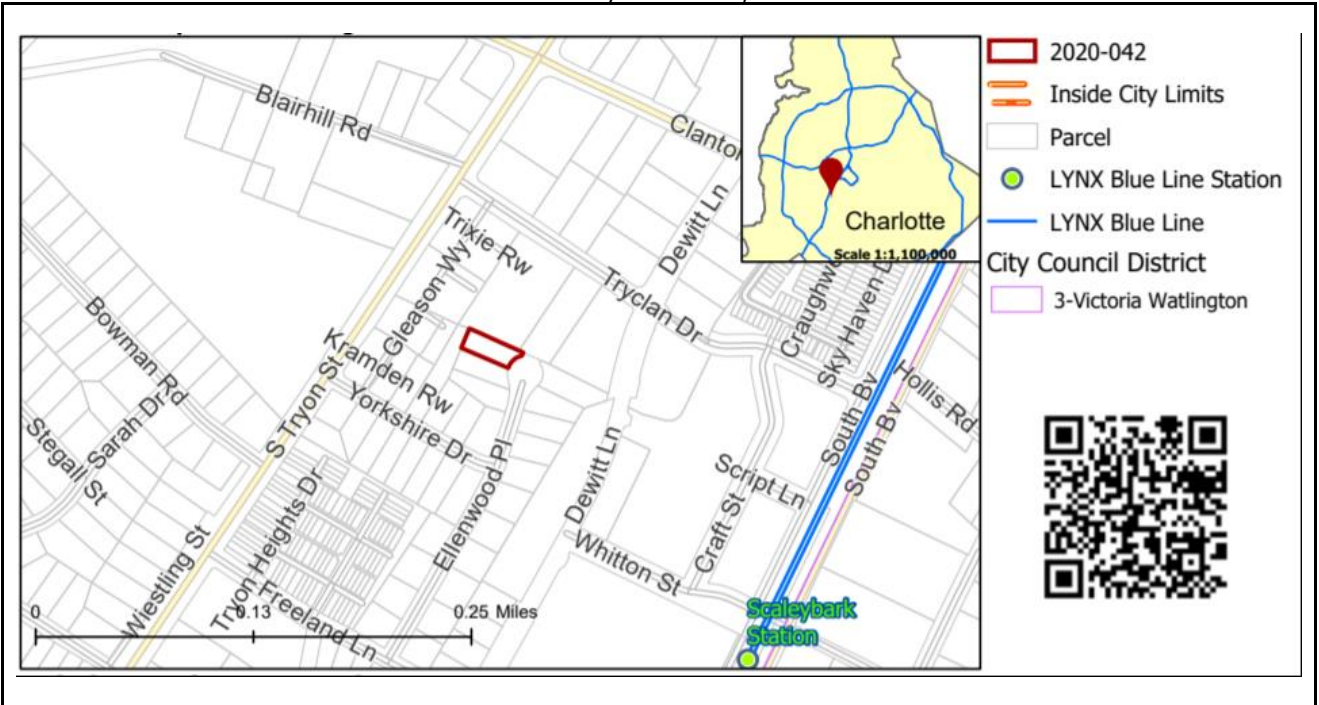 Blairhill Rd
Clanton
Trixie Rw
Gleason Wy
Dewitt Ln
Tryclan Dr
Craughwe
Sky Haven D
Charlotte
Scale 1:1,100,000
Bowman Rd
Kramden Rw
S Tryon St
Yorkshire Dr
Hollis Rd
South Bv
South Bv
Sarah Dr
Stegall St
Ellenwood Pl
Dewitt Ln
Script Ln
Craft St
Whitton St
Tryon Heights Dr
Wiestling St
Freeland Ln
0 0.13 0.25 Miles
Scaleybark
Station
2020-042
Inside City Limits
Parcel
LYNX Blue Line Station
LYNX Blue Line
City Council District
3-Victoria Watlington